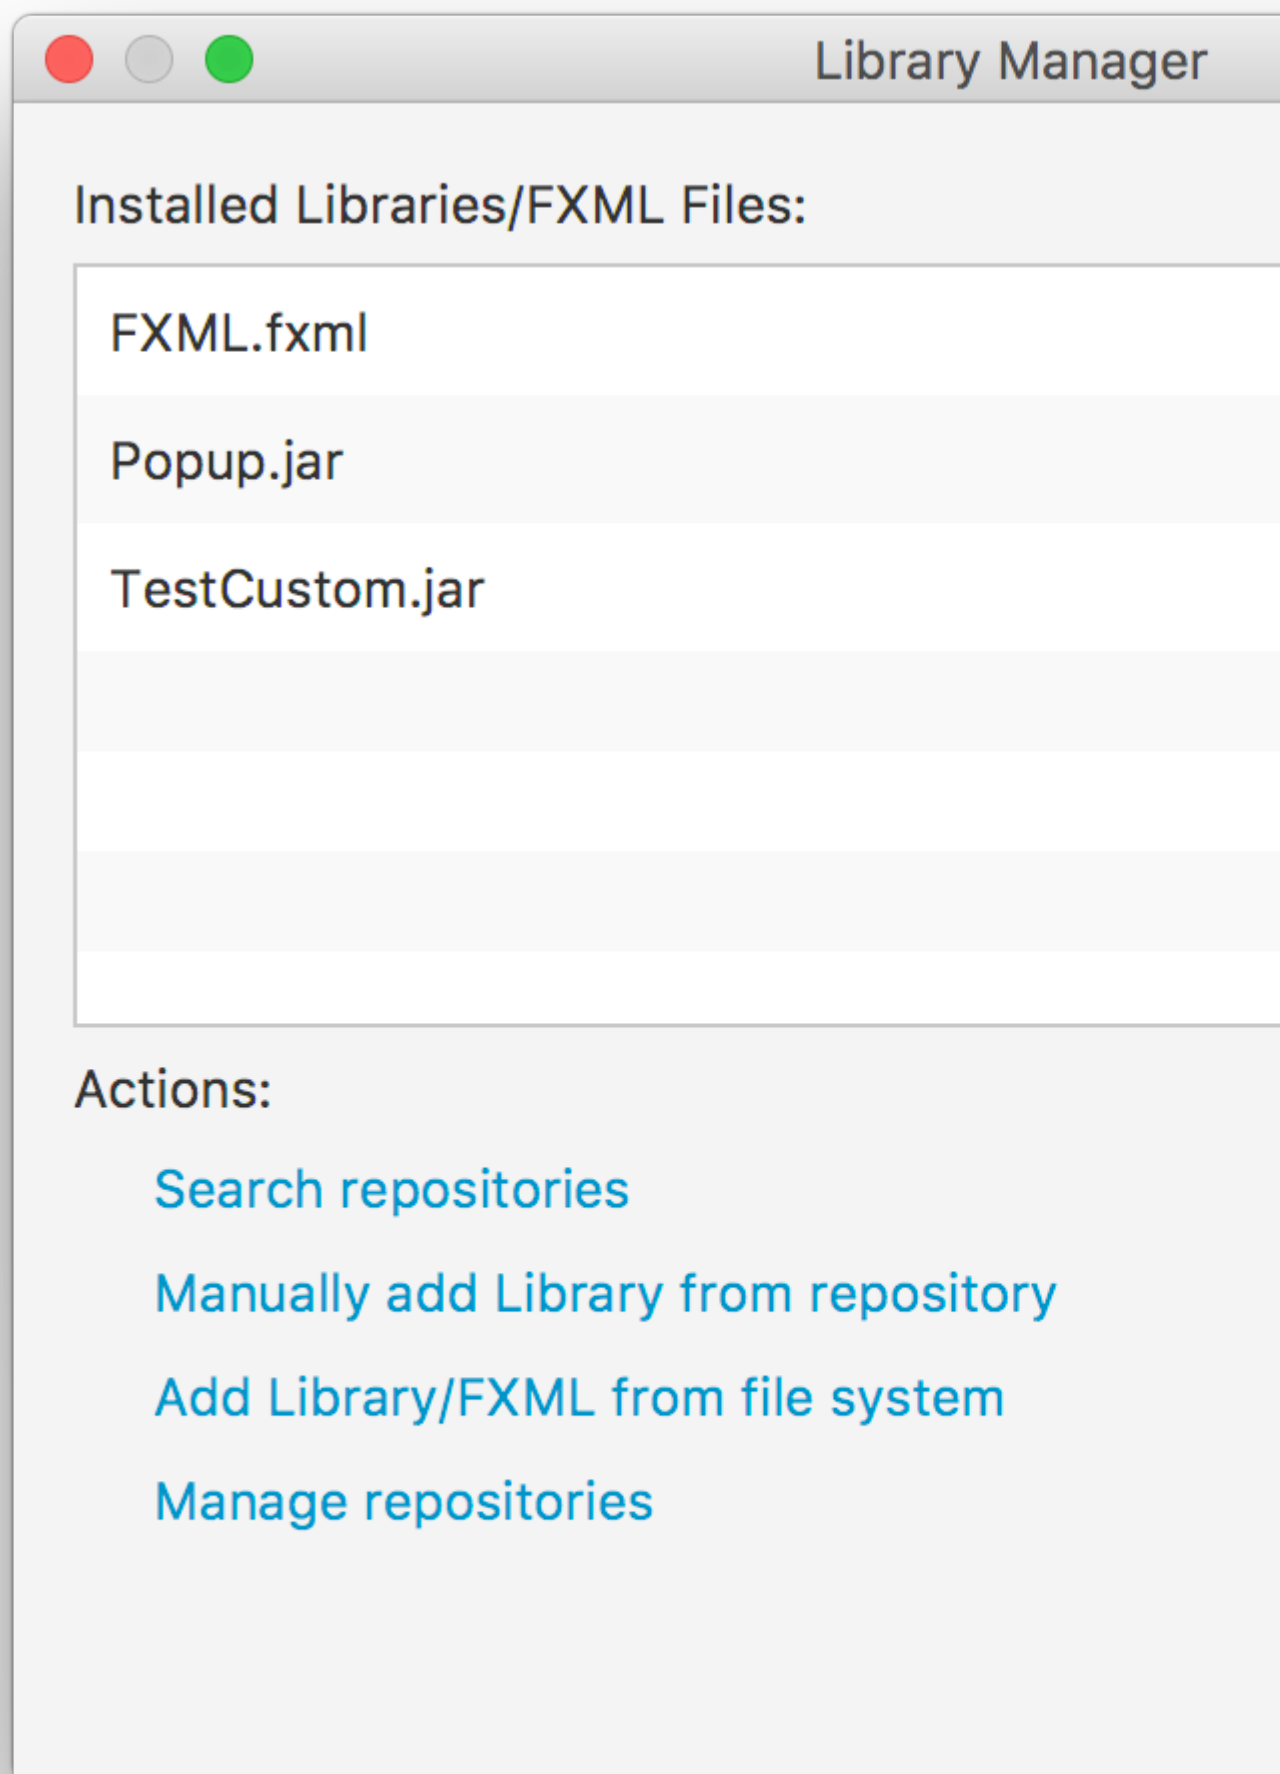 Library Manager
Installed Libraries/FXML Files:
FXML.fxml
Popup.jar
TestCustom.jar
Actions:
Search repositories
Manually add Library from repository
Add Library/FXML from file system
Manage repositories